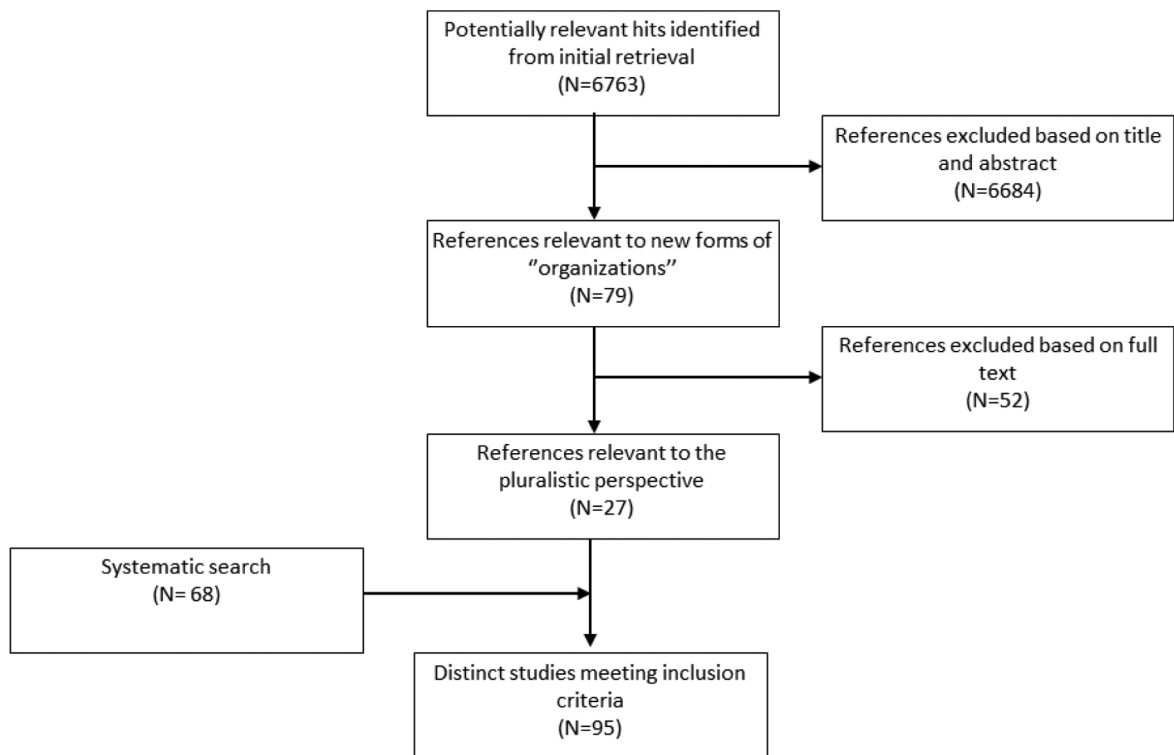 Potentially relevant hits identified
from initial retrieval
(N=6763)
References excluded based on title
and abstract
(N=6684)
References relevant to new forms of
“organizations”
(N=79)
References excluded based on full
text
(N=52)
References relevant to the
pluralistic perspective
(N=27)
Systematic search
(N= 68)
Distinct studies meeting inclusion
criteria
(N=95)